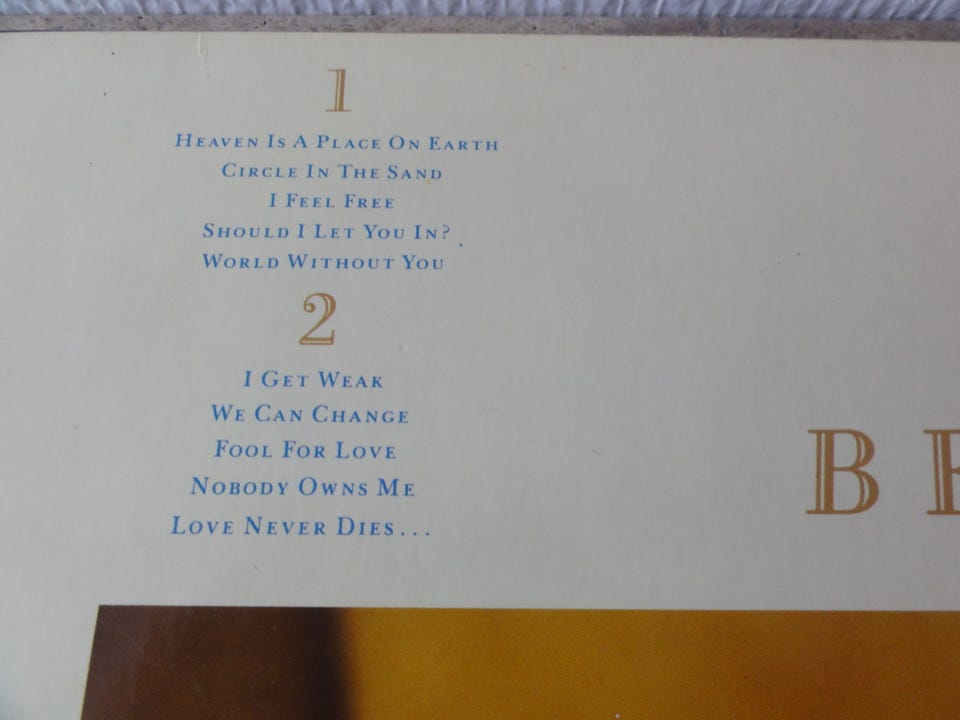 1
HEAVEN IS A PLACE ON EARTH
CIRCLE IN THE SAND
I FEEL FREE
SHOULD I LET YOU IN?
WORLD WITHOUT YOU
2
I GET WEAK
WE CAN CHANGE
FOOL FOR LOVE
NOBODY OWNS ME
LOVE NEVER DIES...
BE